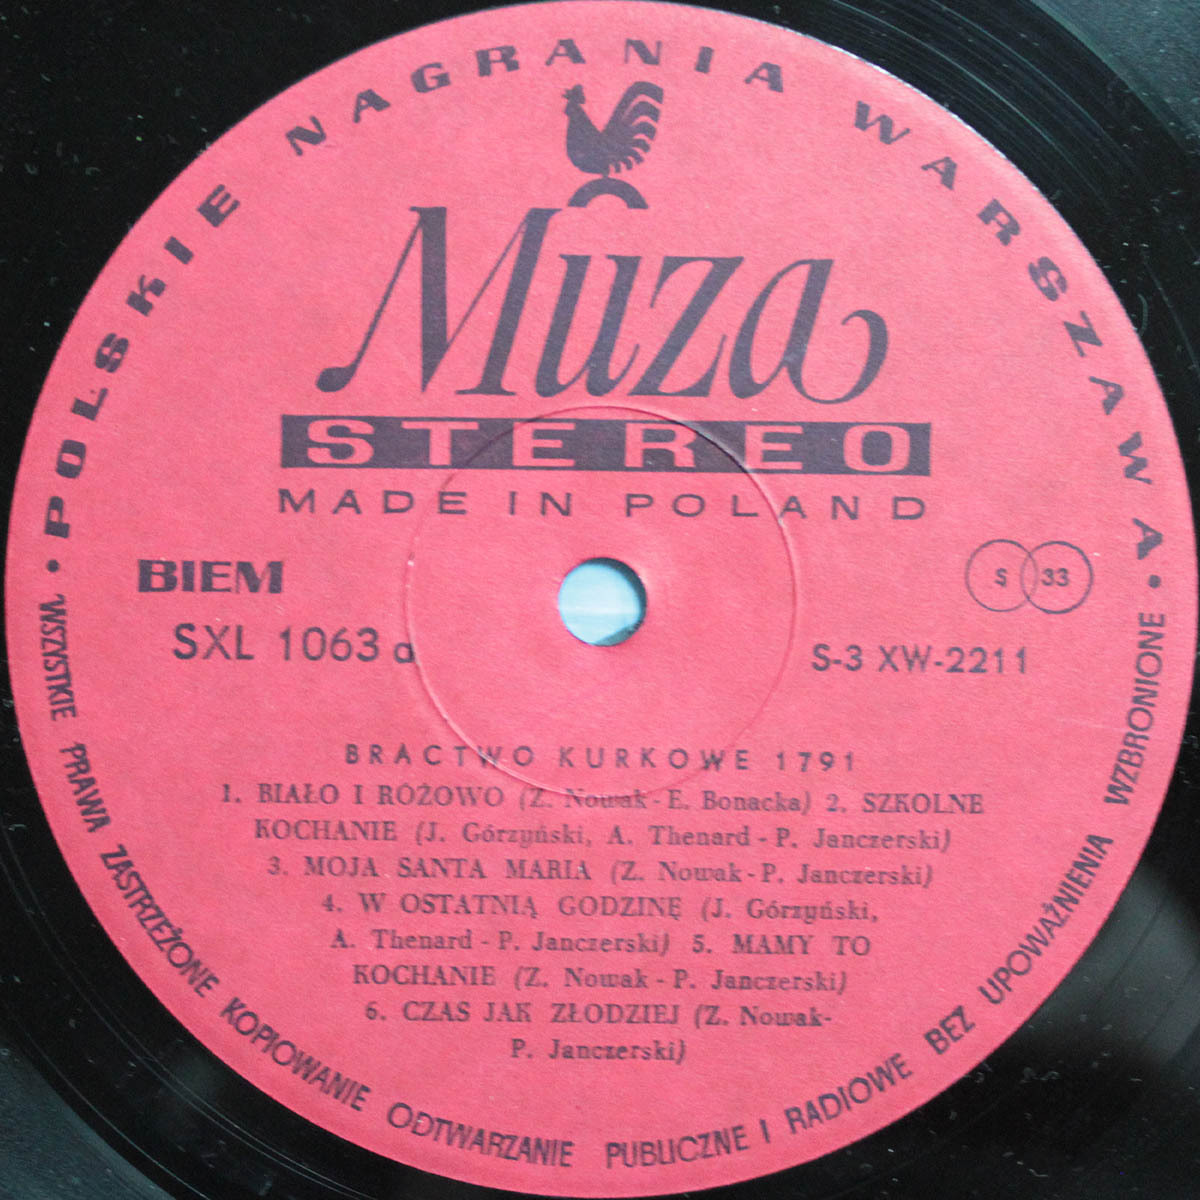 • POLSKIE NAGRANIA WARSZAWA •
Muza
STEREO
MADE IN POLAND
BIEM
S 33
SXL 1063 a
S-3 XW-2211
BRACTWO KURKOWE 1791
1. BIAŁO I RÓŻOWO (Z. Nowak - E. Bonacka) 2. SZKOLNE
KOCHANIE (J. Górzyński, A. Thenard - P. Janczerski)
3. MOJA SANTA MARIA (Z. Nowak - P. Janczerski)
4. W OSTATNIĄ GODZINĘ (J. Górzyński,
A. Thenard - P. Janczerski) 5. MAMY TO
KOCHANIE (Z. Nowak - P. Janczerski)
6. CZAS JAK ZŁODZIEJ (Z. Nowak-
P. Janczerski)
WSZYSTKIE PRAWA ZASTRZEŻONE KOPIOWANIE ODTWARZANIE PUBLICZNE I RADIOWE BEZ UPOWAŻNIENIA WZBRONIONE